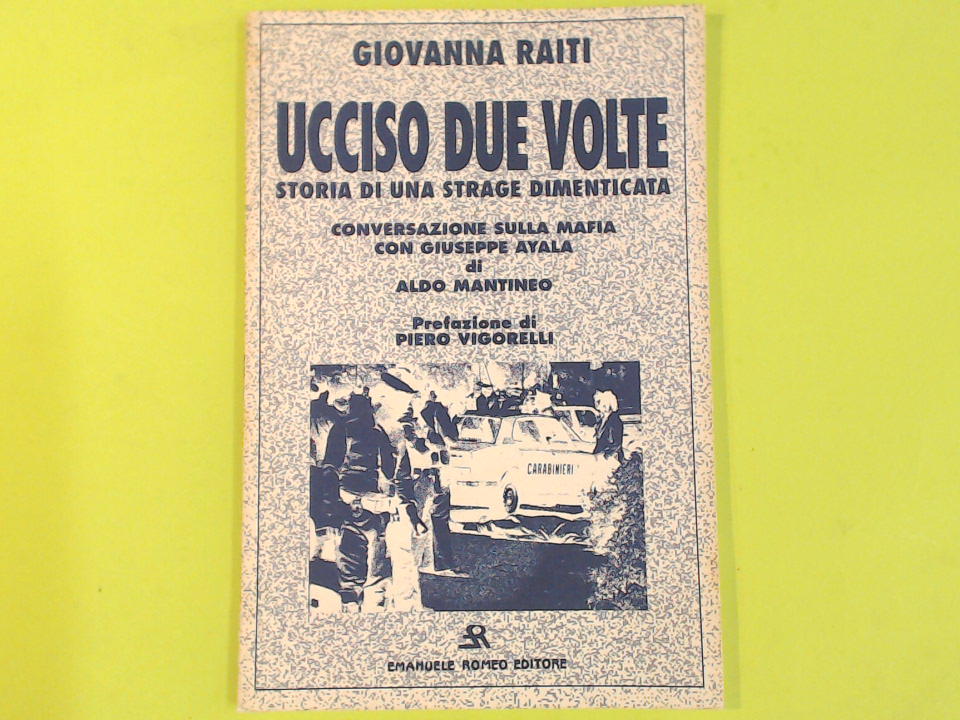 GIOVANNA RAITI
UCCISO DUE VOLTE
STORIA DI UNA STRAGE DIMENTICATA
CONVERSAZIONE SULLA MAFIA
CON GIUSEPPE AYALA
di
ALDO MANTINEO
Prefazione di
PIERO VIGORELLI
CARABINIERI
EMANUELE ROMEO EDITORE